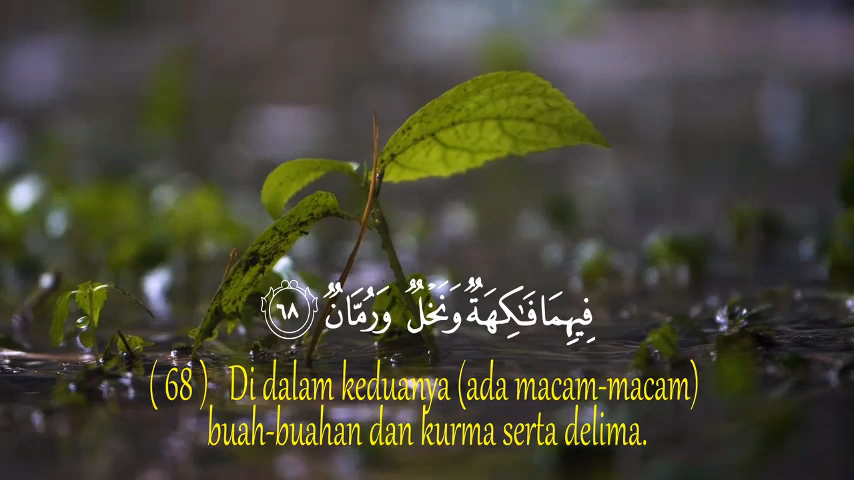 فِيهِمَا فَـٰكِهَةٌ وَنَخْلٌ وَرُمَّانٌ ٦٨
( 68 ) Di dalam keduanya (ada macam-macam)
buah-buahan dan kurma serta delima.